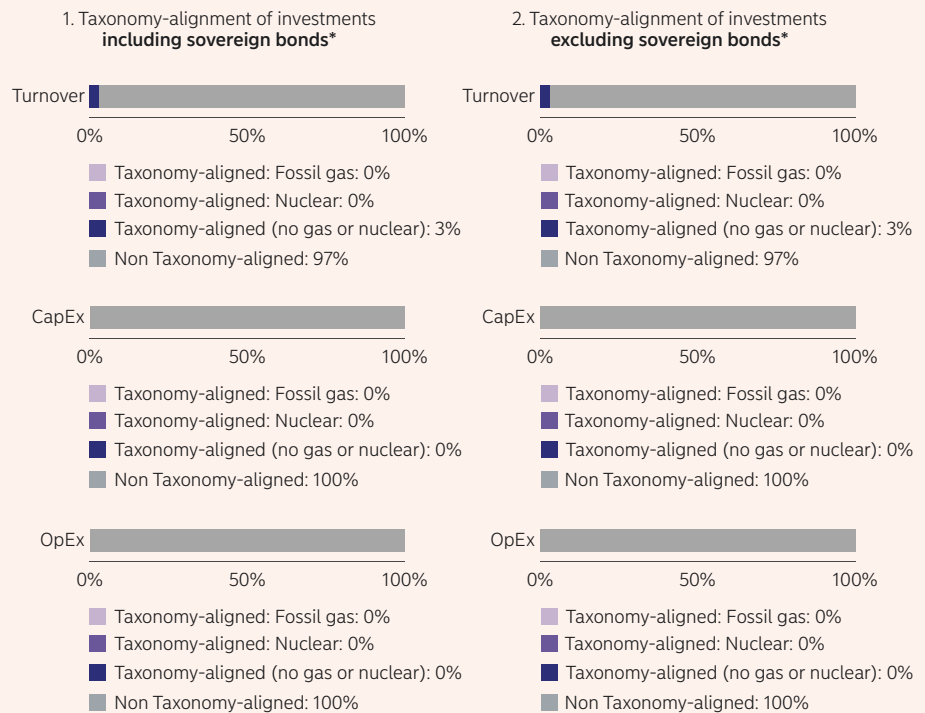 1. Taxonomy-alignment of investments
including sovereign bonds*
Turnover
0% 50% 100%
Taxonomy-aligned: Fossil gas: 0%
Taxonomy-aligned: Nuclear: 0%
Taxonomy-aligned (no gas or nuclear): 3%
Non Taxonomy-aligned: 97%
CapEx
0% 50% 100%
Taxonomy-aligned: Fossil gas: 0%
Taxonomy-aligned: Nuclear: 0%
Taxonomy-aligned (no gas or nuclear): 0%
Non Taxonomy-aligned: 100%
OpEx
0% 50% 100%
Taxonomy-aligned: Fossil gas: 0%
Taxonomy-aligned: Nuclear: 0%
Taxonomy-aligned (no gas or nuclear): 0%
Non Taxonomy-aligned: 100%
2. Taxonomy-alignment of investments
excluding sovereign bonds*
Turnover
0% 50% 100%
Taxonomy-aligned: Fossil gas: 0%
Taxonomy-aligned: Nuclear: 0%
Taxonomy-aligned (no gas or nuclear): 3%
Non Taxonomy-aligned: 97%
CapEx
0% 50% 100%
Taxonomy-aligned: Fossil gas: 0%
Taxonomy-aligned: Nuclear: 0%
Taxonomy-aligned (no gas or nuclear): 0%
Non Taxonomy-aligned: 100%
OpEx
0% 50% 100%
Taxonomy-aligned: Fossil gas: 0%
Taxonomy-aligned: Nuclear: 0%
Taxonomy-aligned (no gas or nuclear): 0%
Non Taxonomy-aligned: 100%